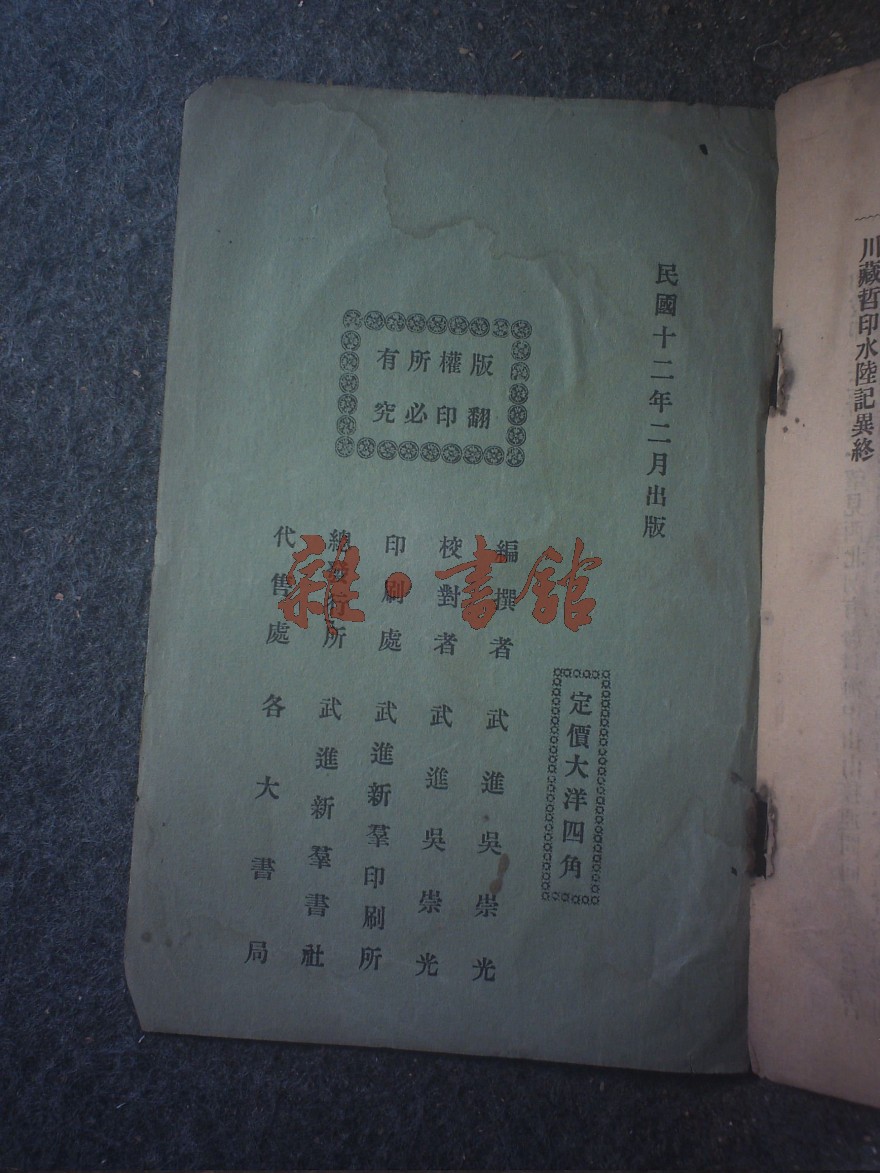 川藏哲印水陸記異終
民國十二年二月出版
版權所有
翻印必究
定價大洋四角
編撰者 武進吳崇光
校對者 武進吳崇光
印刷處 武進新羣印刷所
總發行所 武進新羣書社
代售處 各大書局
雜·書館